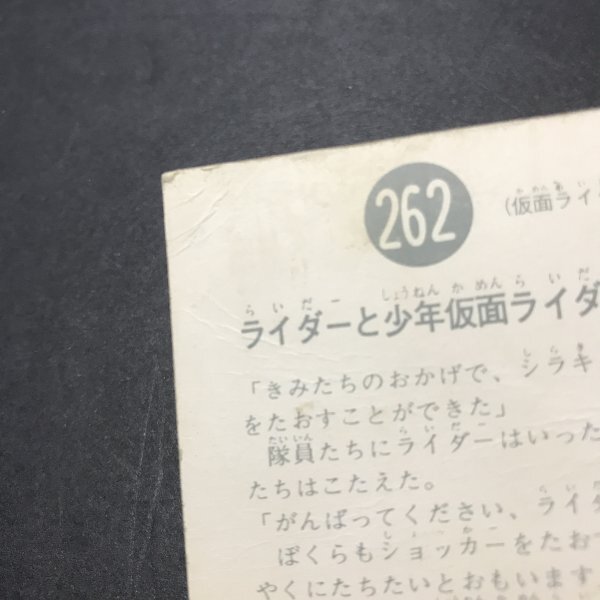 262
(仮面ライ
ライダーと少年仮面ライダ
「きみたちのおかげで、シラキ
をたおすことができた」
隊員たちにライダーはいった
たちはこたえた。
「がんばってください、ライダ
ぼくらもショッカーをたお
やくにたちたいとおもいます